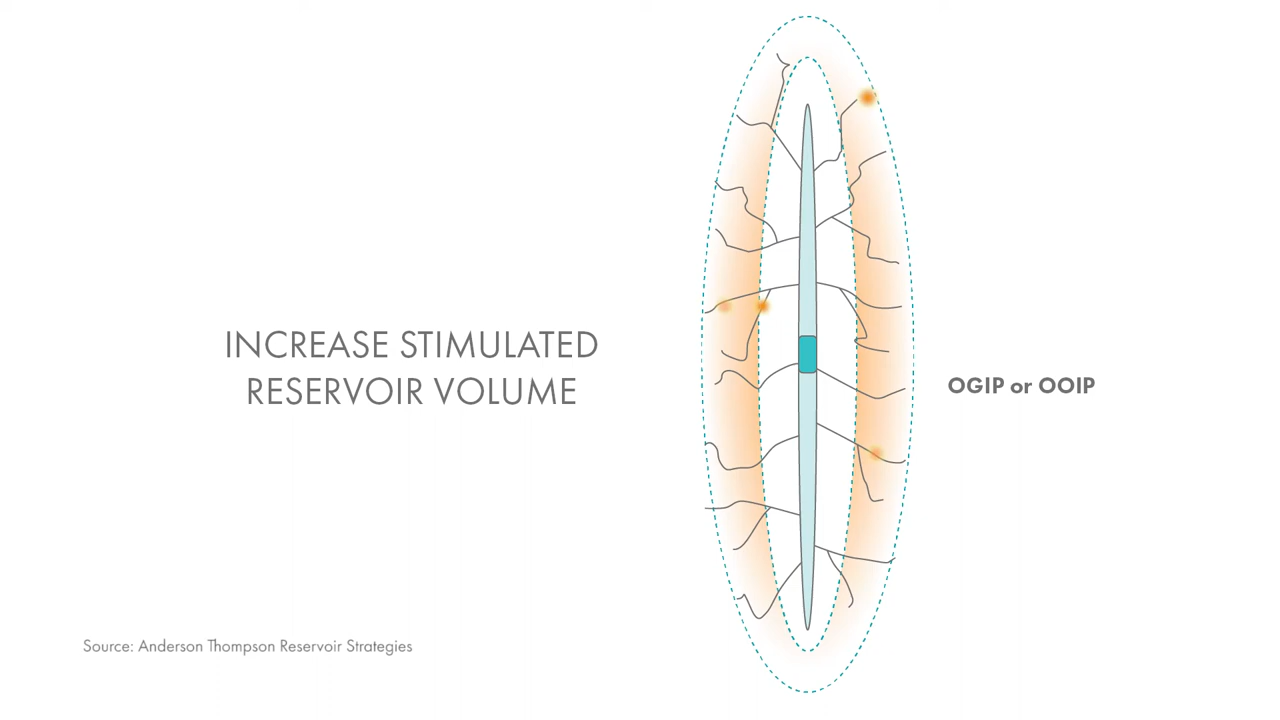 INCREASE STIMULATED
RESERVOIR VOLUME
OGIP or OOIP
Source: Anderson Thompson Reservoir Strategies